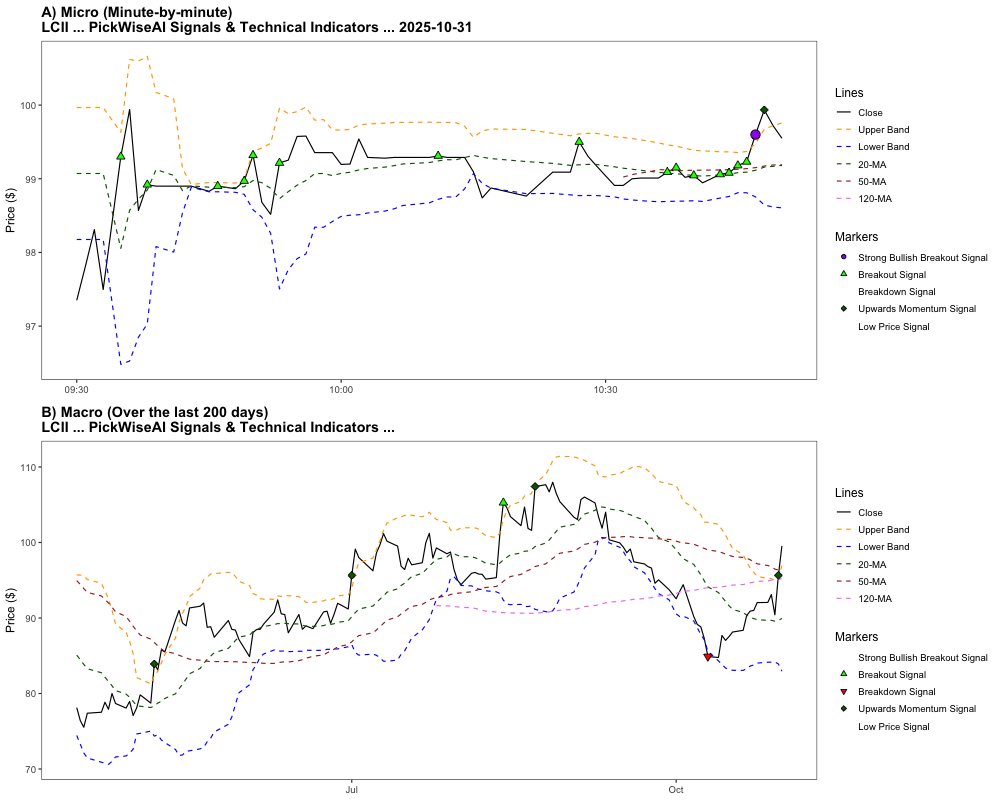 A) Micro (Minute-by-minute)
LCII ... PickWiseAI Signals & Technical Indicators ... 2025-10-31
Price ($)
100
99
98
97
09:30
10:00
10:30
Lines
Close
Upper Band
Lower Band
20-MA
50-MA
120-MA
Markers
Strong Bullish Breakout Signal
Breakout Signal
Breakdown Signal
Upwards Momentum Signal
Low Price Signal
B) Macro (Over the last 200 days)
LCII ... PickWiseAI Signals & Technical Indicators ...
Price ($)
110
100
90
80
70
Jul
Oct
Lines
Close
Upper Band
Lower Band
20-MA
50-MA
120-MA
Markers
Strong Bullish Breakout Signal
Breakout Signal
Breakdown Signal
Upwards Momentum Signal
Low Price Signal